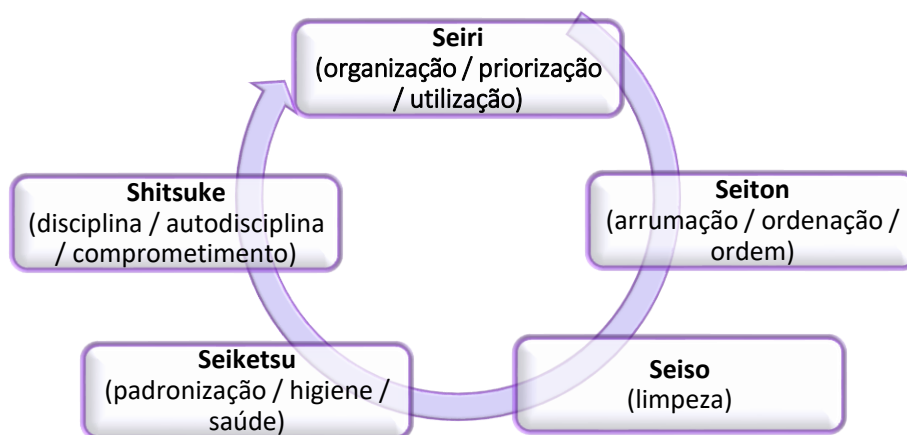 Seiri
(organização / priorização
/ utilização)
Seiton
(arrumação / ordenação /
ordem)
Seiso
(limpeza)
Seiketsu
(padronização / higiene /
saúde)
Shitsuke
(disciplina / autodisciplina
/ comprometimento)